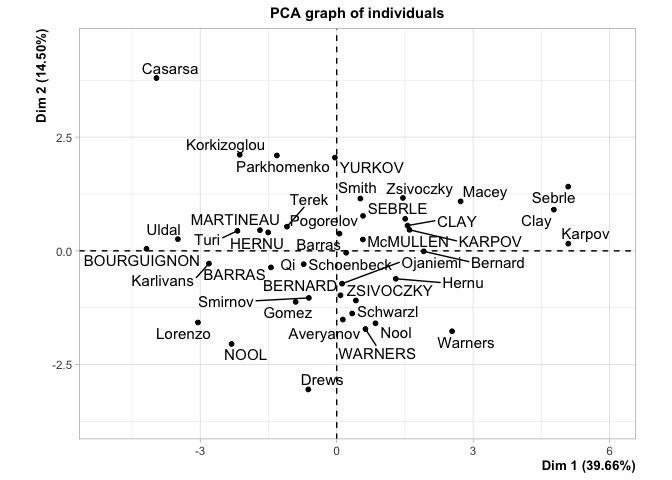 PCA graph of individuals
Dim 2 (14.50%)
Casarsa
2.5
Korkizoglou
Parkhomenko
YURKOV
Smith
Zsivoczky
Macey
Sebrle
Terek
SEBRLE
MARTINEAU
Pogorelov
CLAY
Clay
Uldal
Turi
HERNU
Barras
McMULLEN
KARPOV
Karpov
0.0
BOURGUIGNON
Karlivans
BARRAS
Qi
Schoenbeck
Ojaniemi
Bernard
BERNARD
ZSIVOCZKY
Hernu
Smirnov
Gomez
Schwarzl
Lorenzo
Averyanov
Nool
Warners
NOOL
WARNERS
-2.5
Drews
-3
0
3
6
Dim 1 (39.66%)